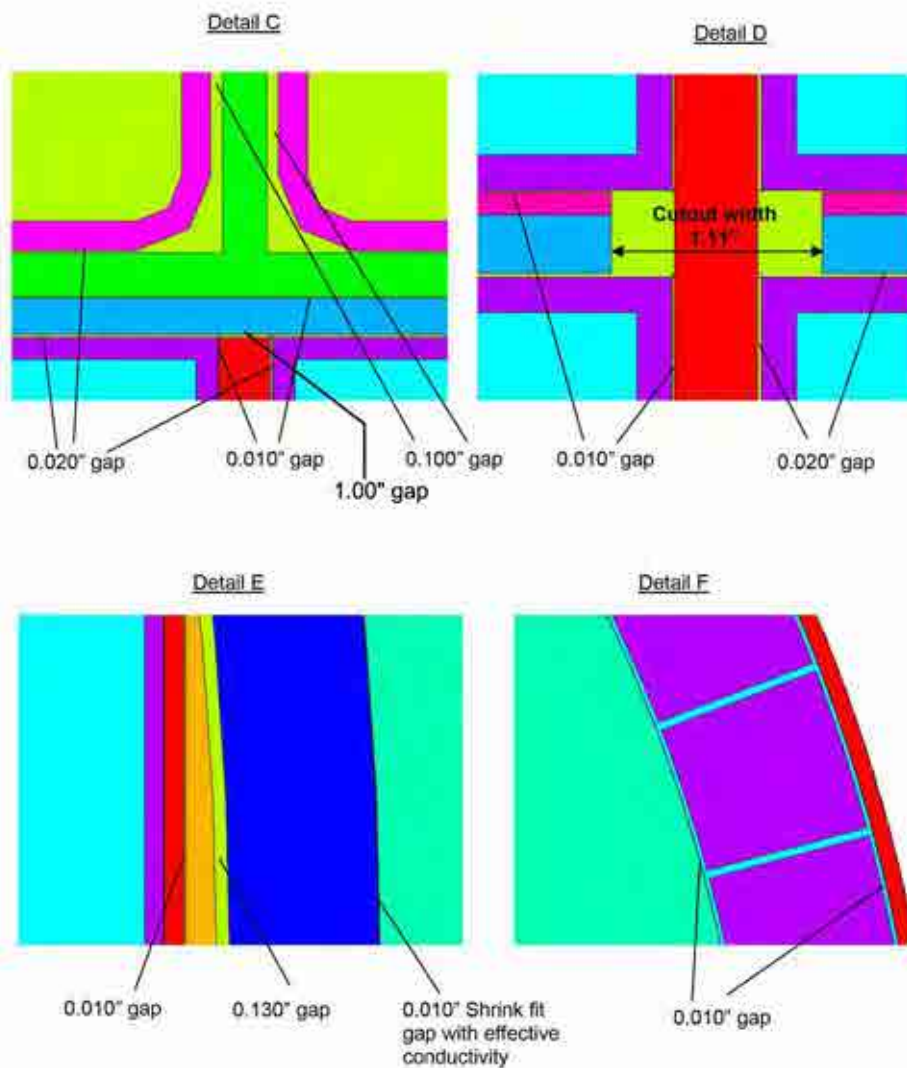 Detail C
Detail D
Cutout width
1.11"
0.020" gap
0.010" gap
0.100" gap
1.00" gap
0.010" gap
0.020" gap
Detail E
Detail F
0.010" gap
0.130" gap
0.010" Shrink fit
gap with effective
conductivity
0.010" gap